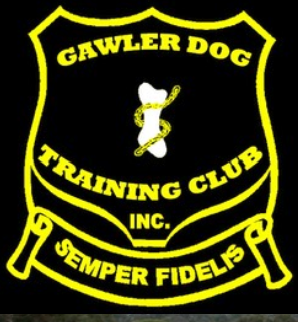 GAWLER DOG
TRAINING CLUB
INC.
SEMPER FIDELIS